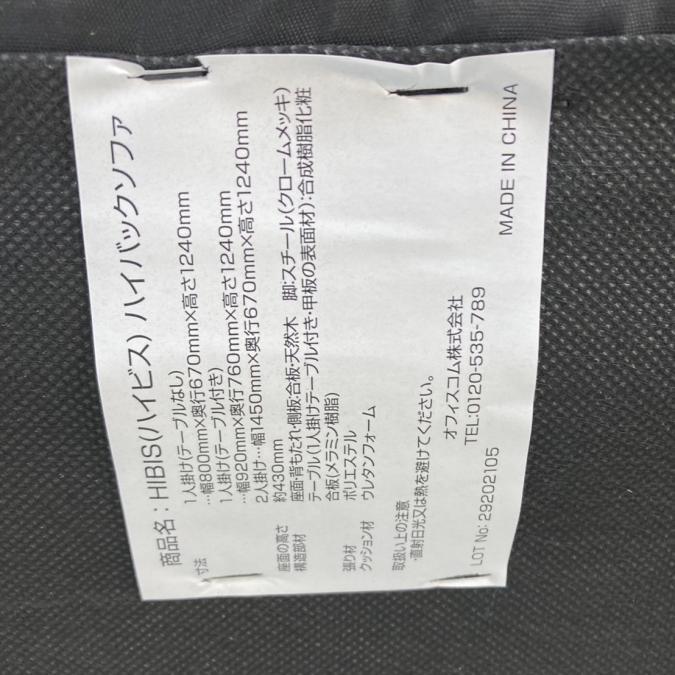 商品名：HIBIS(ハイビス) ハイバックソファ
寸法 1人掛け(テーブルなし)
…幅800mm×奥行670mm×高さ1240mm
1人掛け(テーブル付き)
…幅920mm×奥行760mm×高さ1240mm
2人掛け…幅1450mm×奥行670mm×高さ1240mm
座面の高さ 約430mm
構造部材 座面・背もたれ・側板:合板・天然木 脚:スチール(クロームメッキ)
テーブル(1人掛けテーブル付き・甲板の表面材):合成樹脂化粧
合板(メラミン樹脂)
張り材 ポリエステル
クッション材 ウレタンフォーム
取扱い上の注意
・直射日光又は熱を避けてください。
オフィスコム株式会社
TEL:0120-535-789
LOT No: 29202105
MADE IN CHINA